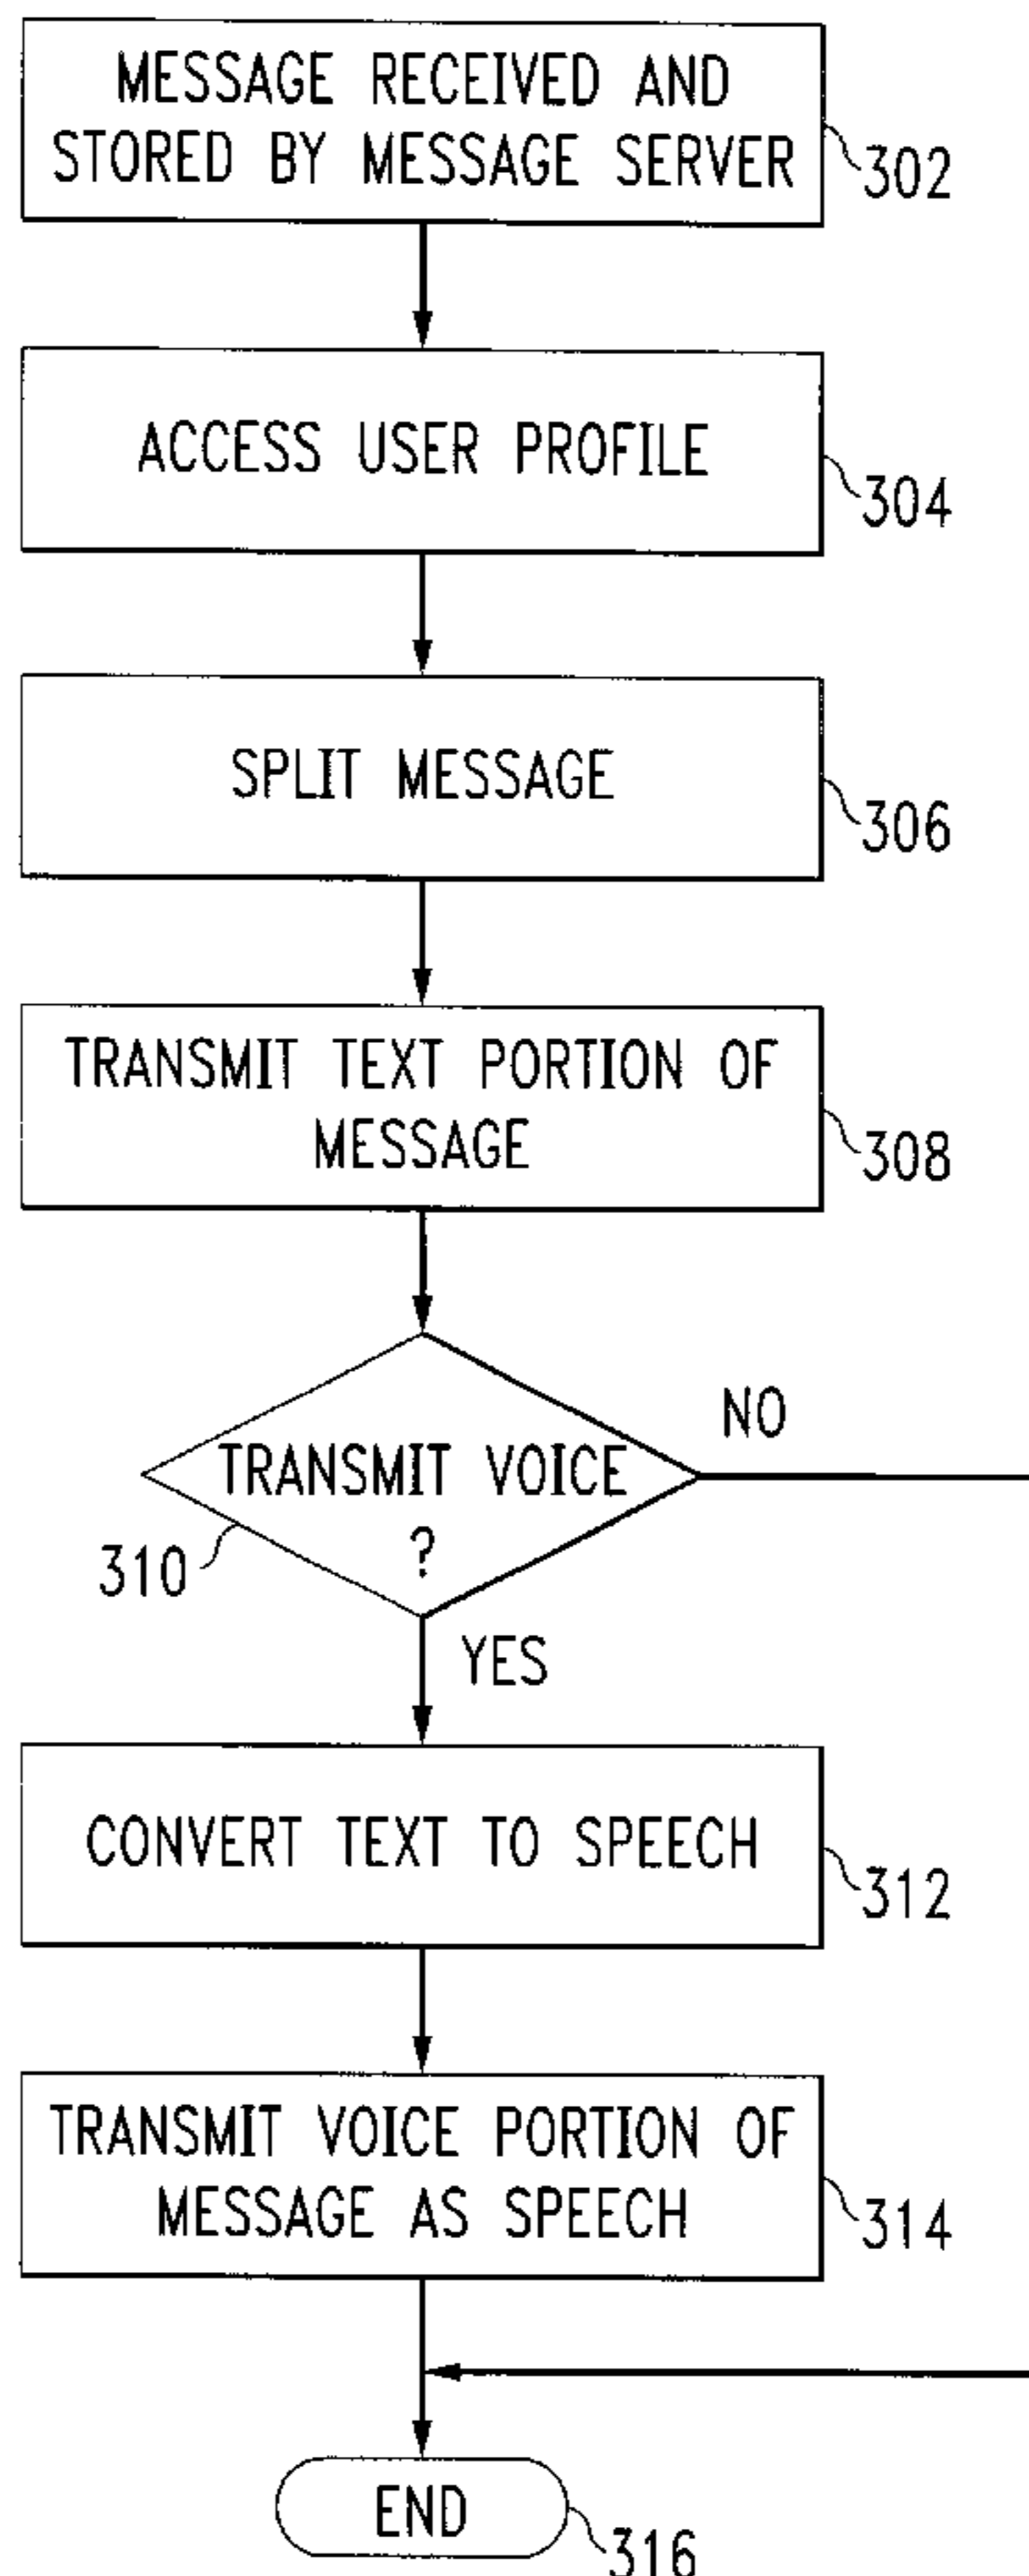 MESSAGE RECEIVED AND
STORED BY MESSAGE SERVER
302
ACCESS USER PROFILE
304
SPLIT MESSAGE
306
TRANSMIT TEXT PORTION OF
MESSAGE
308
NO
TRANSMIT VOICE
?
310
YES
CONVERT TEXT TO SPEECH
312
TRANSMIT VOICE PORTION OF
MESSAGE AS SPEECH
314
END
316